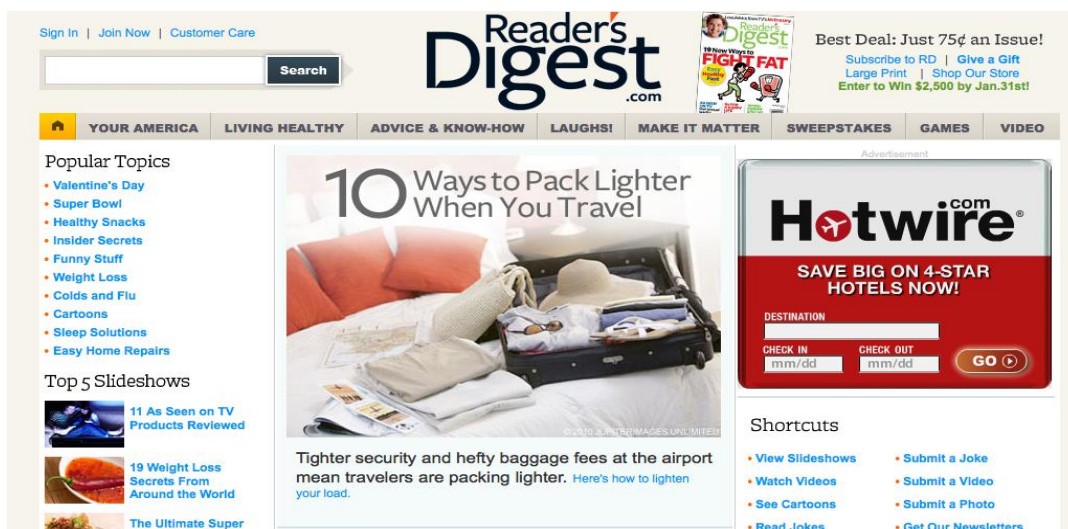 Sign In | Join Now | Customer Care
Search
Reader's
Digest
.com
Reader's
Digest
19 New Ways to
FIGHT FAT
Best Deal: Just 75¢ an Issue!
Subscribe to RD | Give a Gift
Large Print | Shop Our Store
Enter to Win $2,500 by Jan.31st!
YOUR AMERICA LIVING HEALTHY ADVICE & KNOW-HOW LAUGHS! MAKE IT MATTER SWEEPSTAKES GAMES VIDEO
Popular Topics
• Valentine's Day
• Super Bowl
• Healthy Snacks
• Insider Secrets
• Funny Stuff
• Weight Loss
• Colds and Flu
• Cartoons
• Sleep Solutions
• Easy Home Repairs
Top 5 Slideshows
11 As Seen on TV
Products Reviewed
19 Weight Loss
Secrets From
Around the World
The Ultimate Super
10 Ways to Pack Lighter
When You Travel
©2010 JUPITERIMAGES UNLIMITED
Tighter security and hefty baggage fees at the airport
mean travelers are packing lighter. Here's how to lighten
your load.
Advertisement
Hotwire®
.com
SAVE BIG ON 4-STAR
HOTELS NOW!
DESTINATION
CHECK IN CHECK OUT
mm/dd mm/dd GO
Shortcuts
• View Slideshows • Submit a Joke
• Watch Videos • Submit a Video
• See Cartoons • Submit a Photo
• Read Jokes • Get Our Newsletters